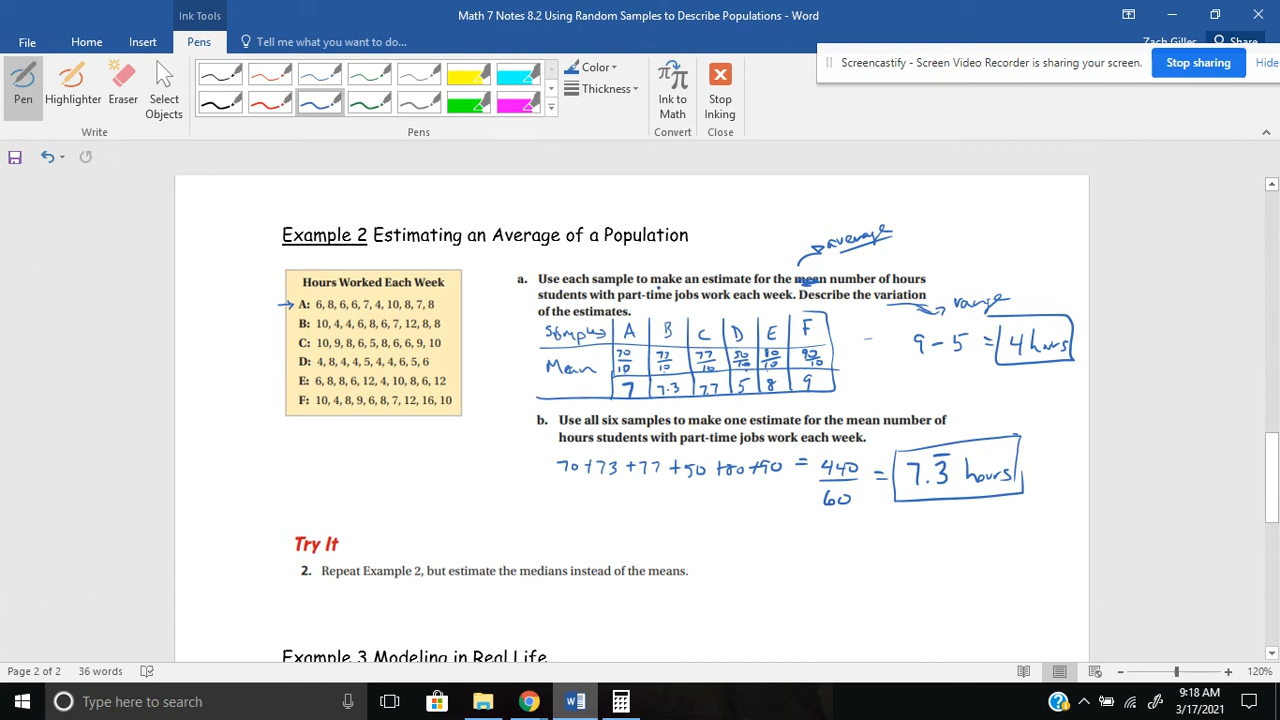 Ink Tools
Math 7 Notes 8.2 Using Random Samples to Describe Populations - Word
File Home Insert Pens Tell me what you want to do... Zach Gilles Share
Screencastify - Screen Video Recorder is sharing your screen. Stop sharing Hide
Pen Highlighter Eraser Select Objects
Color
Thickness
Ink to Math
Stop Inking
Write Pens Convert Close
Example 2 Estimating an Average of a Population
average
Hours Worked Each Week
A: 6, 8, 6, 6, 7, 4, 10, 8, 7, 8
B: 10, 4, 4, 6, 8, 6, 7, 12, 8, 8
C: 10, 9, 8, 6, 5, 8, 6, 6, 9, 10
D: 4, 8, 4, 4, 5, 4, 4, 6, 5, 6
E: 6, 8, 8, 6, 12, 4, 10, 8, 6, 12
F: 10, 4, 8, 9, 6, 8, 7, 12, 16, 10
a. Use each sample to make an estimate for the mean number of hours
students with part-time jobs work each week. Describe the variation
of the estimates.
range
Sample A B C D E F
Mean 70/10 73/10 77/10 50/10 80/10 90/10
7 7.3 7.7 5 8 9
9 - 5 = 4 hours
b. Use all six samples to make one estimate for the mean number of
hours students with part-time jobs work each week.
70 + 73 + 77 + 50 + 80 + 90 = 440/60 = 7.3̅ hours
Try It
2. Repeat Example 2, but estimate the medians instead of the means.
Example 3 Modeling in Real Life
Page 2 of 2 36 words 120%
Type here to search
9:18 AM
3/17/2021